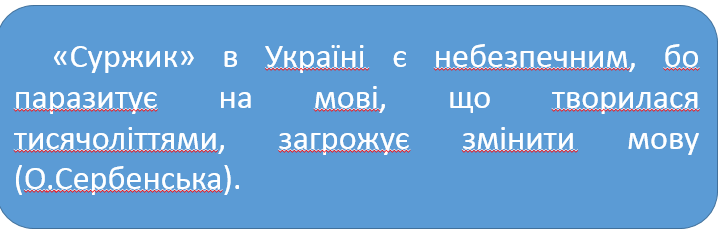 «Суржик» в Україні є небезпечним, бо
паразитує на мові, що творилася
тисячоліттями, загрожує змінити мову
(О.Сербенська).